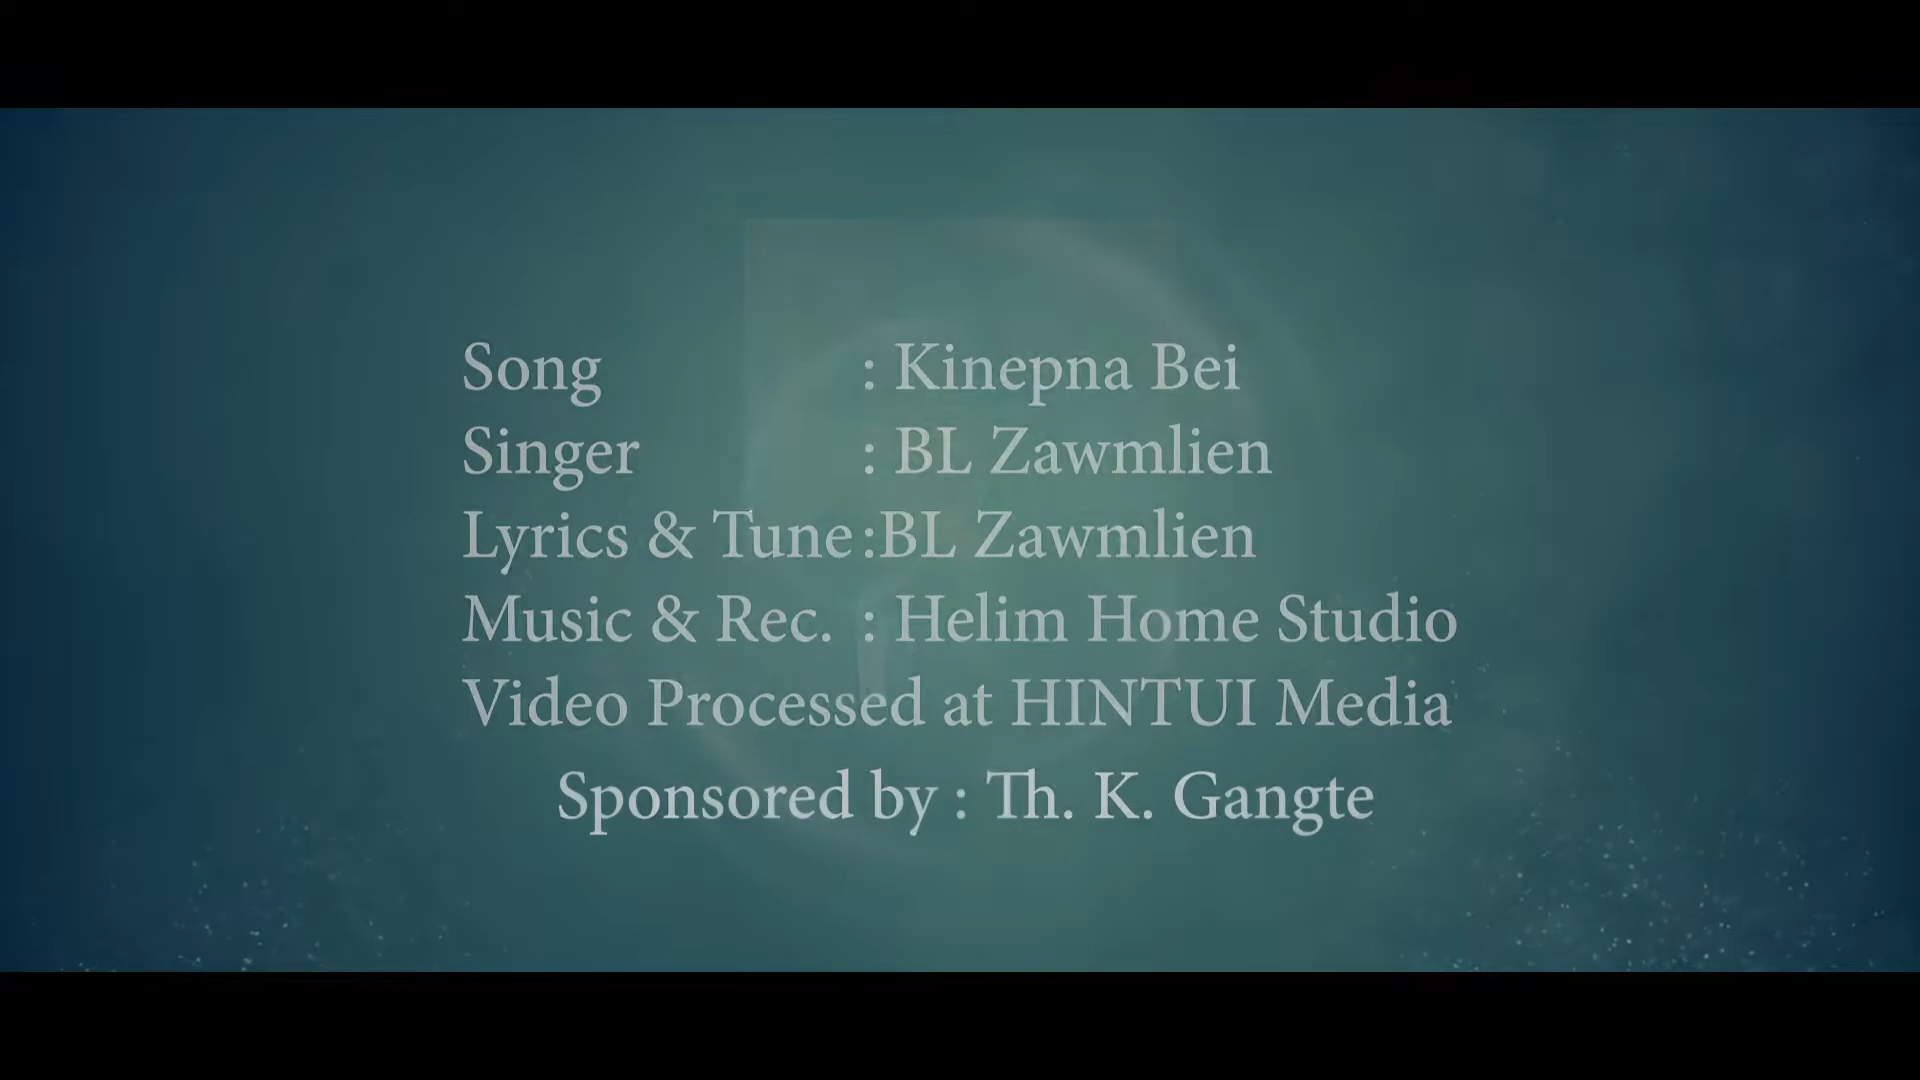 Song : Kinepna Bei
Singer : BL Zawmlien
Lyrics & Tune :BL Zawmlien
Music & Rec. : Helim Home Studio
Video Processed at HINTUI Media
Sponsored by : Th. K. Gangte